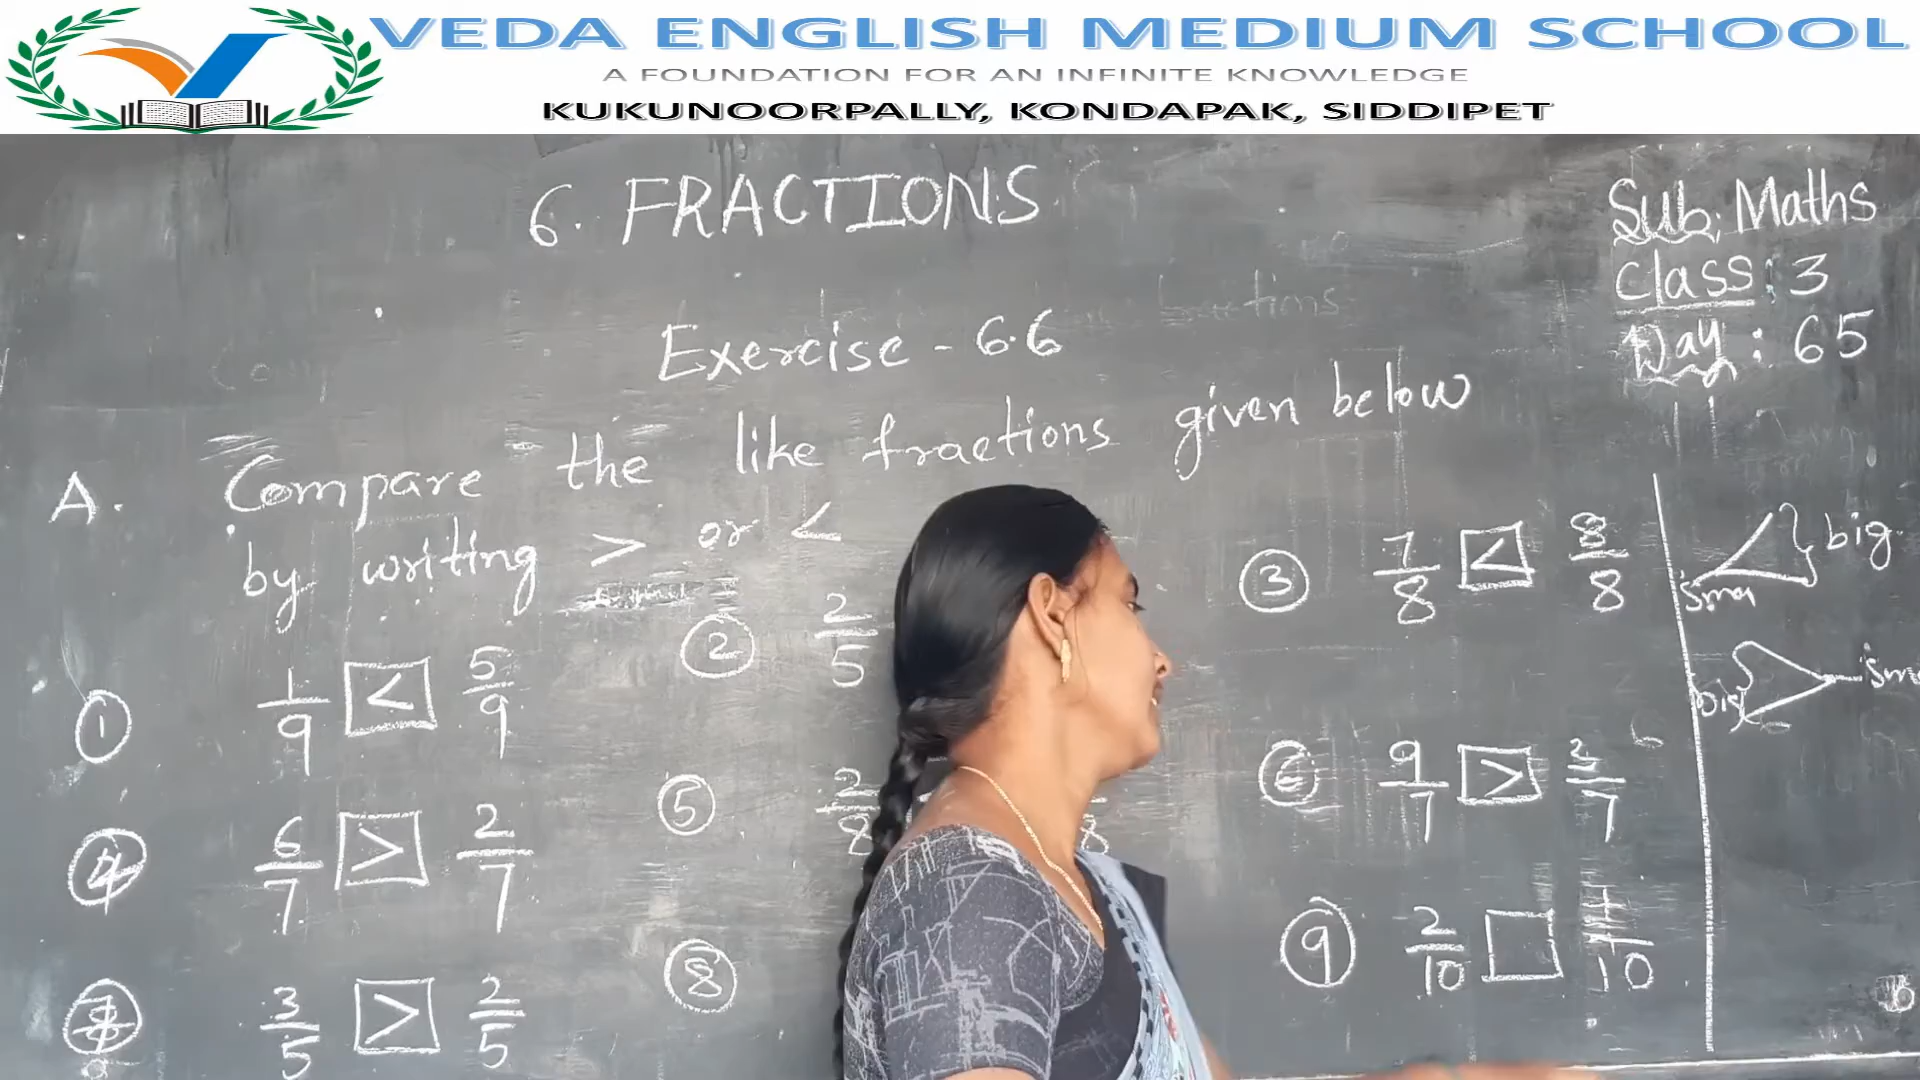 VEDA ENGLISH MEDIUM SCHOOL
A FOUNDATION FOR AN INFINITE KNOWLEDGE
KUKUNOORPALLY, KONDAPAK, SIDDIPET
6. FRACTIONS
Sub: Maths
Class: 3
Day: 65
Exercise - 6.6
A. Compare the like fractions given below
by writing > or <
① 1/9 < 5/9
② 2/5
③ 7/8 < 8/8
big
④ 6/7 > 2/7
⑤ 2/8
⑥ 9/7 > 3/7
big
3/5 > 2/5
⑧
⑨ 2/10 □ 1/10